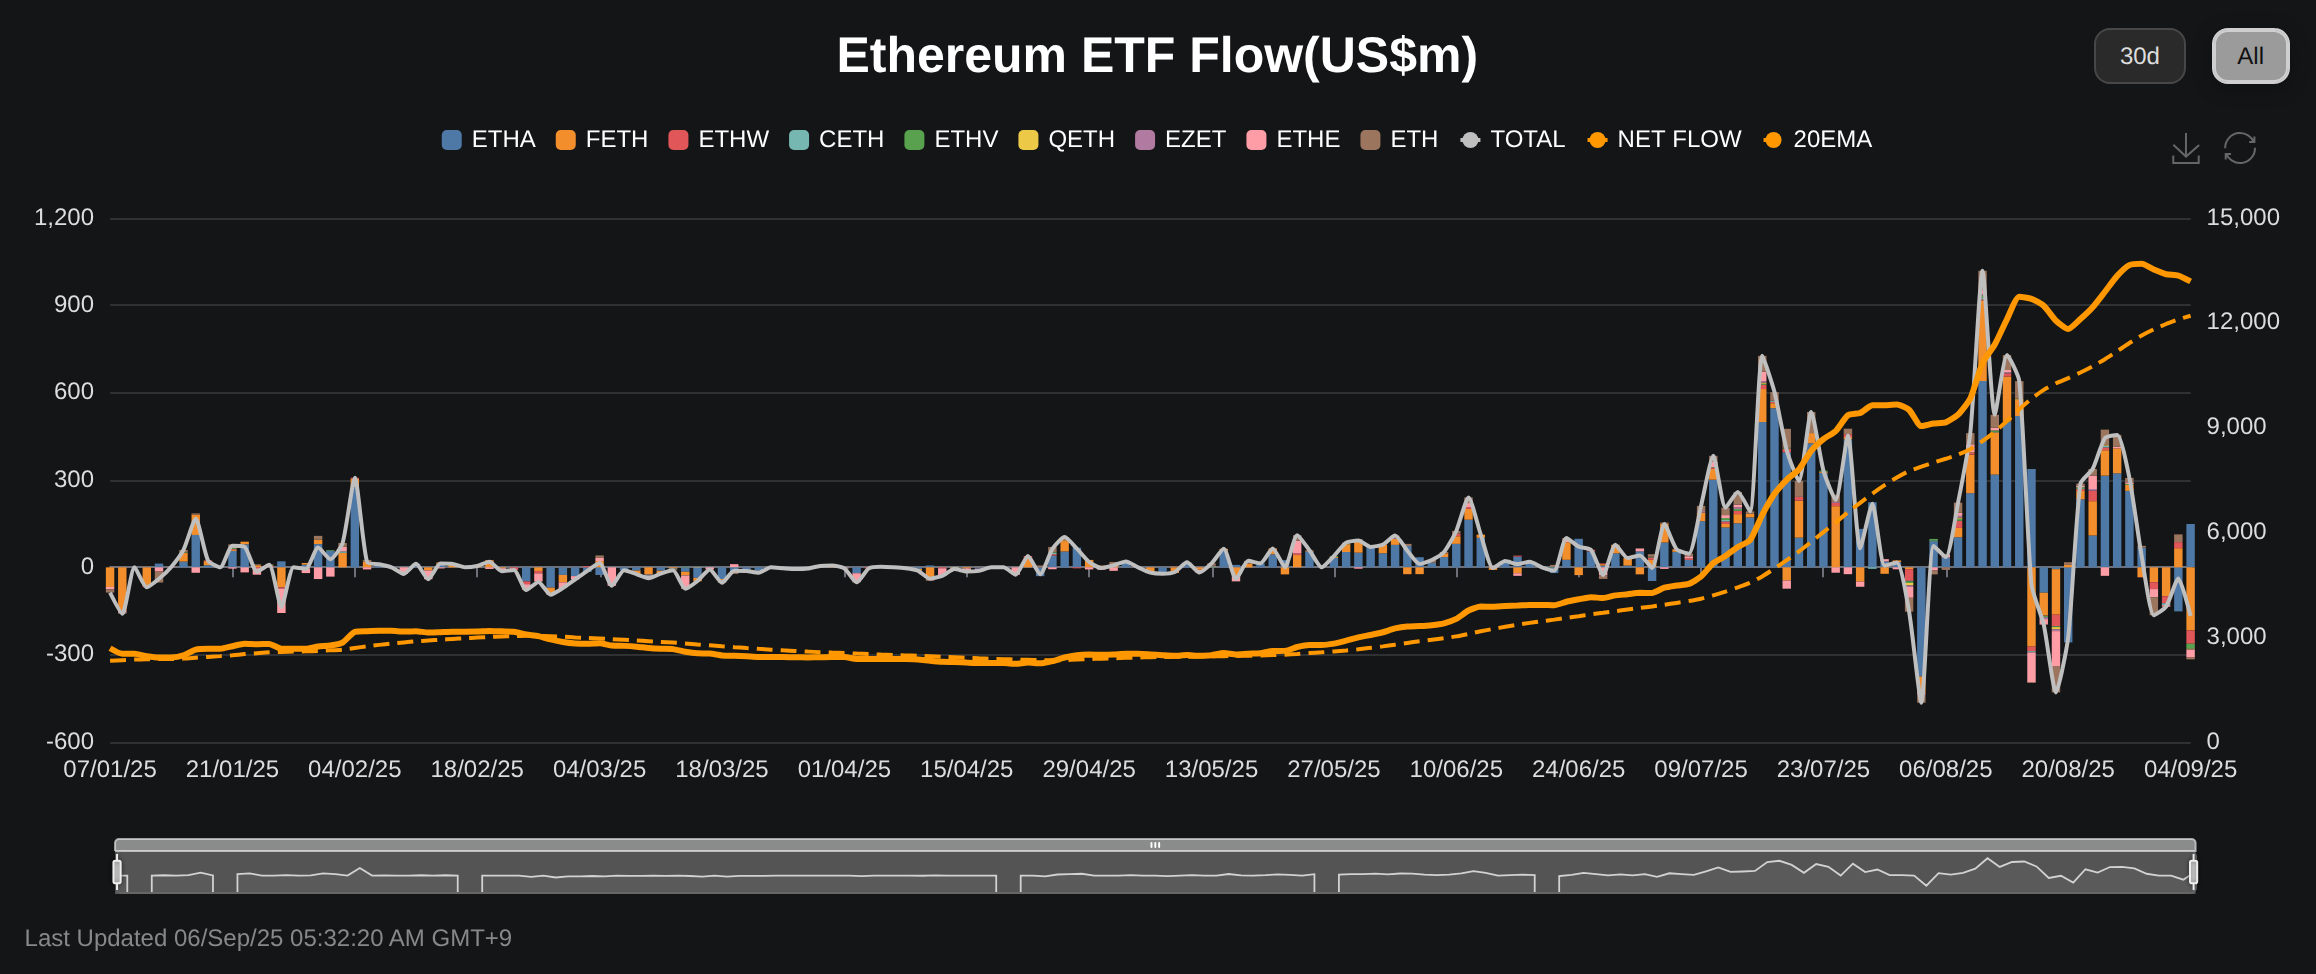 Ethereum ETF Flow(US$m)
30d
All
ETHA FETH ETHW CETH ETHV QETH EZET ETHE ETH TOTAL NET FLOW 20EMA
1,200
900
600
300
0
-300
-600
15,000
12,000
9,000
6,000
3,000
0
07/01/25 21/01/25 04/02/25 18/02/25 04/03/25 18/03/25 01/04/25 15/04/25 29/04/25 13/05/25 27/05/25 10/06/25 24/06/25 09/07/25 23/07/25 06/08/25 20/08/25 04/09/25
Last Updated 06/Sep/25 05:32:20 AM GMT+9